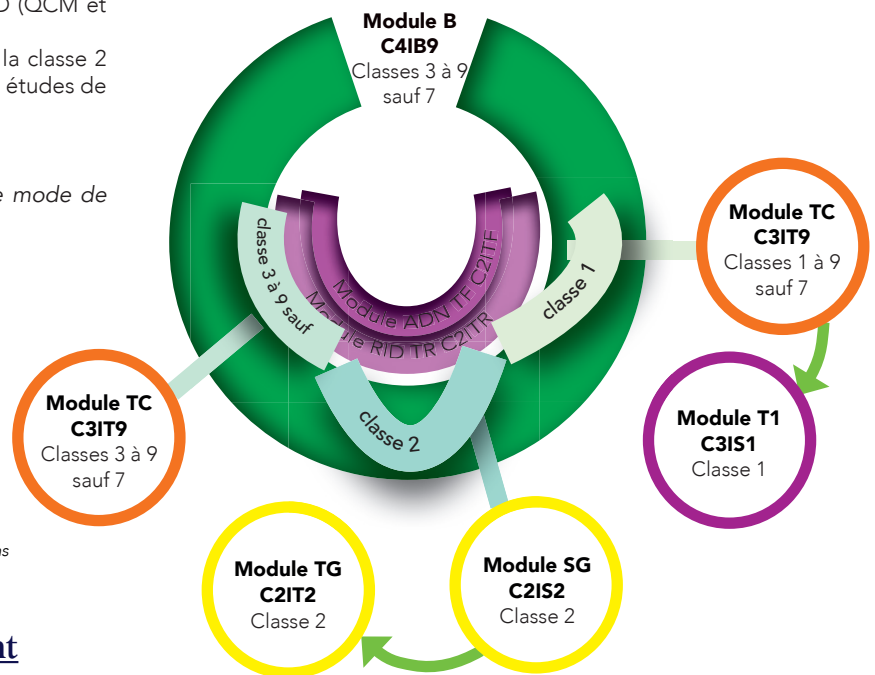 D (QCM et
la classe 2
études de
e mode de
Module B
C4IB9
Classes 3 à 9
sauf 7
classe 3 à 9 sauf
Module ADN TF C2ITF
Module RID TR C2ITR
classe 1
classe 2
Module TC
C3IT9
Classes 1 à 9
sauf 7
Module T1
C3IS1
Classe 1
Module TC
C3IT9
Classes 3 à 9
sauf 7
Module TG
C2IT2
Classe 2
Module SG
C2IS2
Classe 2
ns
nt